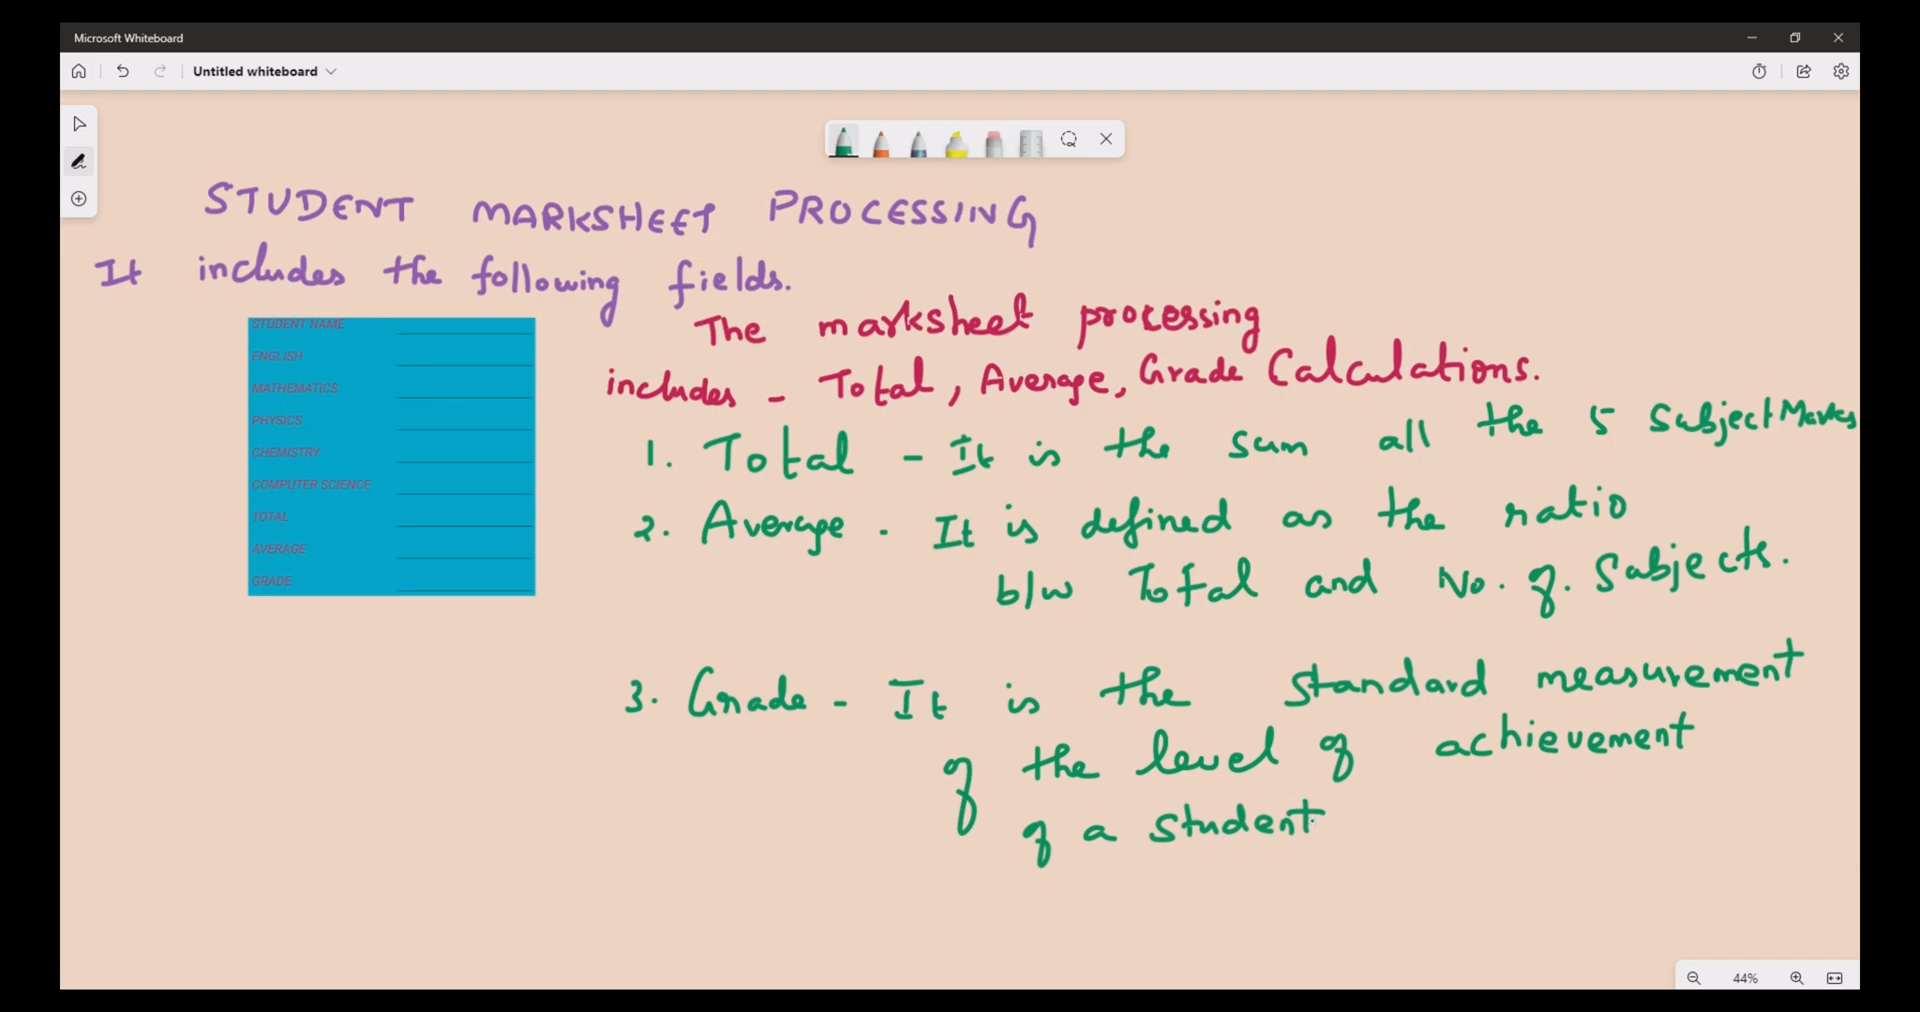 Microsoft Whiteboard
Untitled whiteboard
STUDENT MARKSHEET PROCESSING
It includes the following fields.
STUDENT NAME
ENGLISH
MATHEMATICS
PHYSICS
CHEMISTRY
COMPUTER SCIENCE
TOTAL
AVERAGE
GRADE
The marksheet processing
includes - Total, Average, Grade Calculations.
1. Total - It is the sum all the 5 Subject Marks
2. Average - It is defined as the ratio
b/w Total and No. of. Subjects.
3. Grade - It is the standard measurement
of the level of achievement
of a student
44%